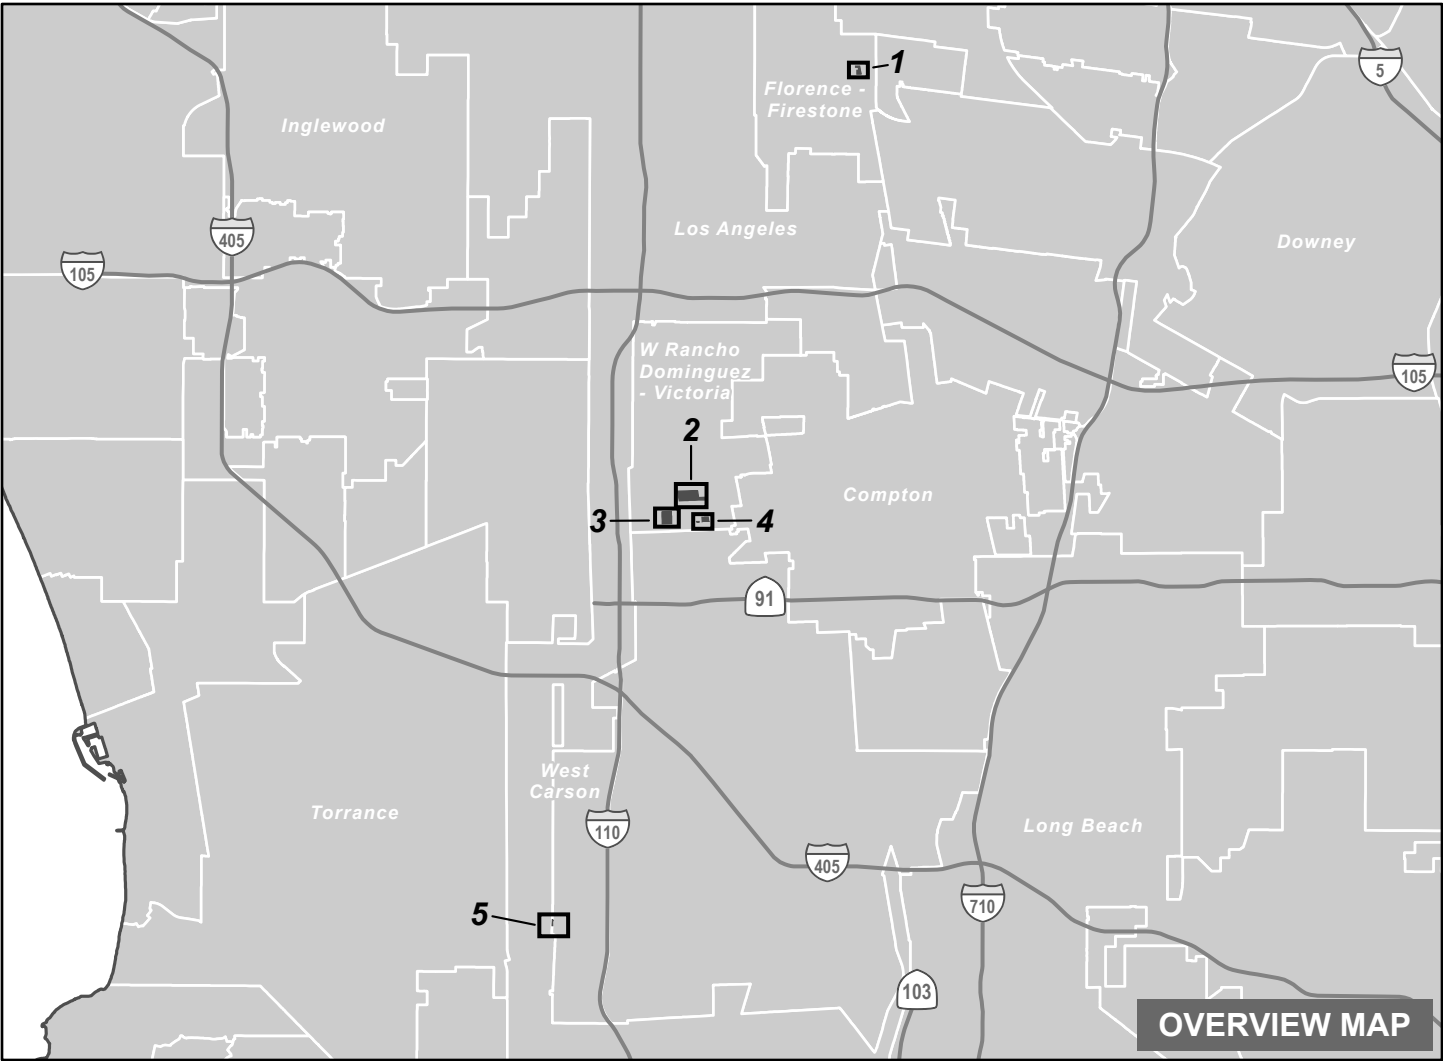 1
5
Florence -
Firestone
Inglewood
Los Angeles
405
Downey
105
W Rancho
Dominguez
- Victoria
105
2
Compton
3
4
91
West
Carson
Torrance
110
Long Beach
405
710
5
103
OVERVIEW MAP